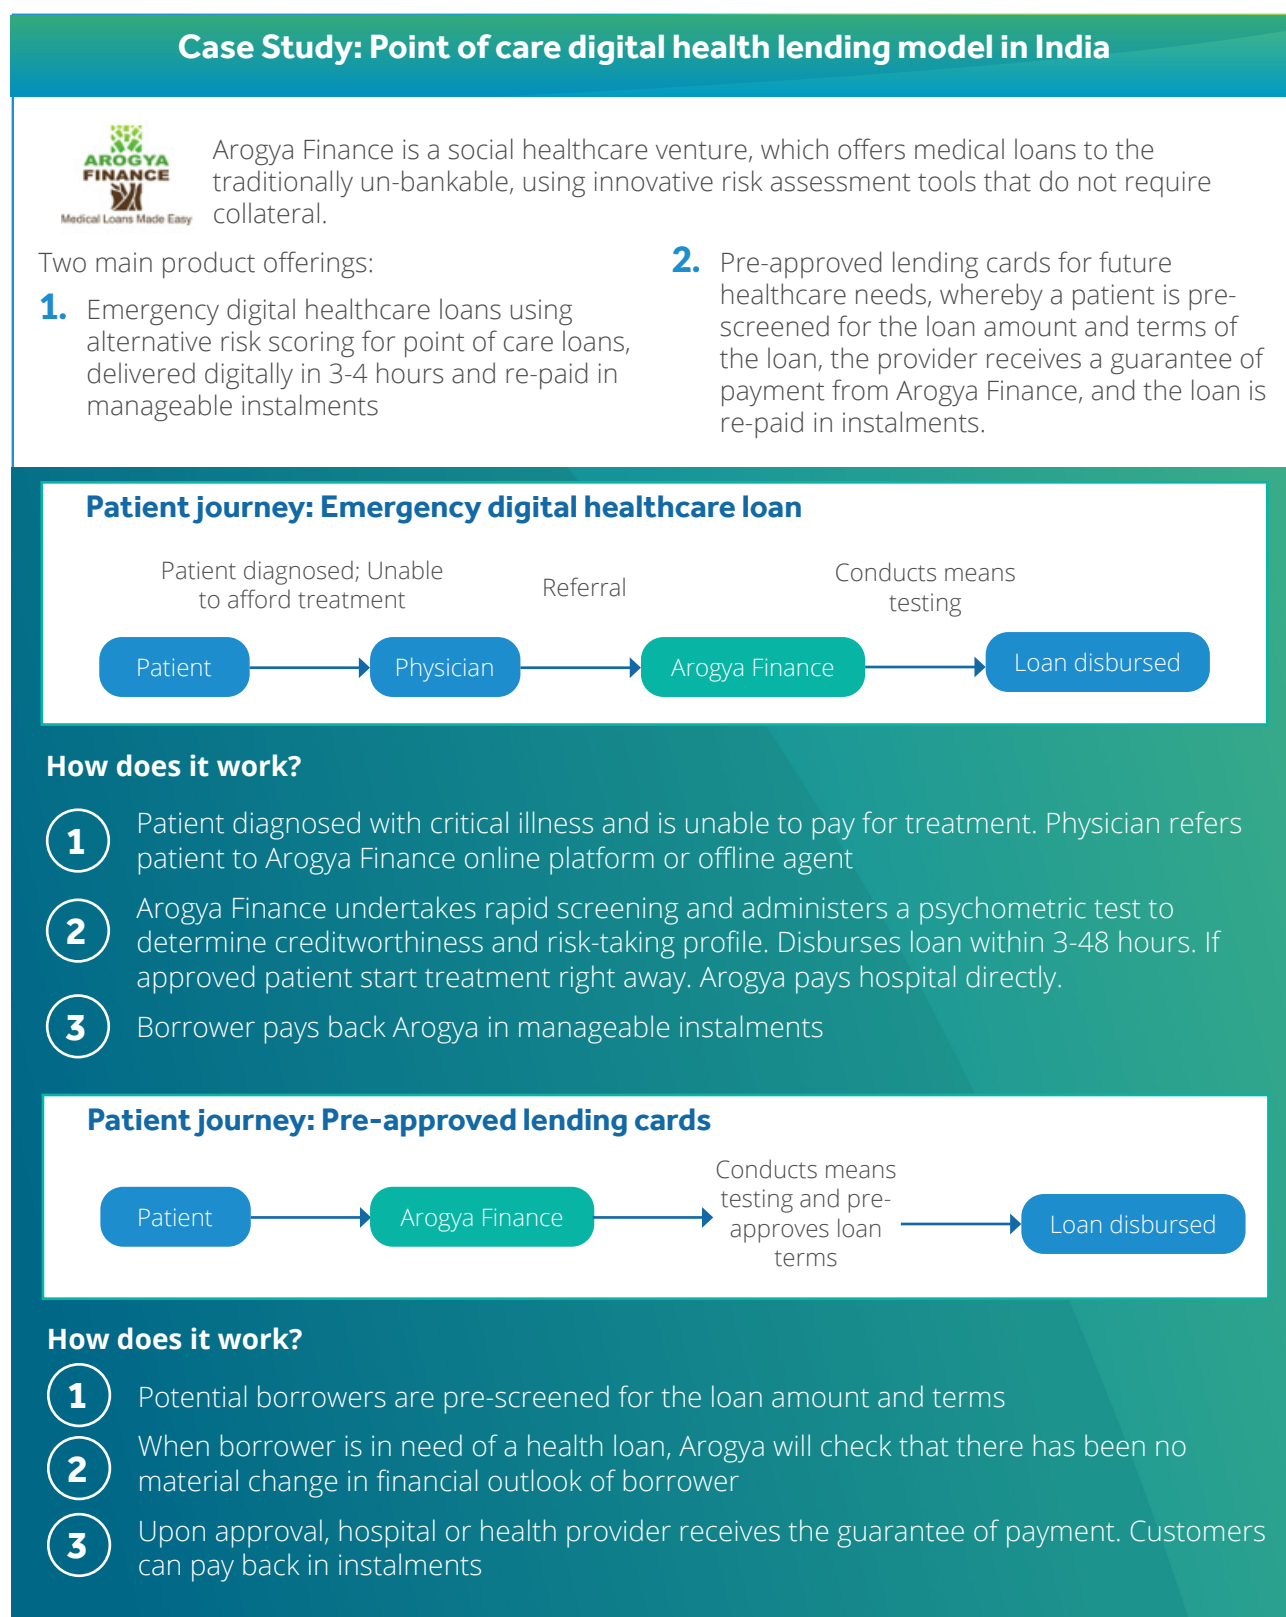 Case Study: Point of care digital health lending model in India
AROGYA
FINANCE
Medical Loans Made Easy
Arogya Finance is a social healthcare venture, which offers medical loans to the
traditionally un-bankable, using innovative risk assessment tools that do not require
collateral.
Two main product offerings:
1. Emergency digital healthcare loans using
alternative risk scoring for point of care loans,
delivered digitally in 3-4 hours and re-paid in
manageable instalments
2. Pre-approved lending cards for future
healthcare needs, whereby a patient is pre-
screened for the loan amount and terms of
the loan, the provider receives a guarantee of
payment from Arogya Finance, and the loan is
re-paid in instalments.
Patient journey: Emergency digital healthcare loan
Patient diagnosed; Unable
to afford treatment
Referral
Conducts means
testing
Patient
Physician
Arogya Finance
Loan disbursed
How does it work?
1 Patient diagnosed with critical illness and is unable to pay for treatment. Physician refers
patient to Arogya Finance online platform or offline agent
2 Arogya Finance undertakes rapid screening and administers a psychometric test to
determine creditworthiness and risk-taking profile. Disburses loan within 3-48 hours. If
approved patient start treatment right away. Arogya pays hospital directly.
3 Borrower pays back Arogya in manageable instalments
Patient journey: Pre-approved lending cards
Patient
Arogya Finance
Conducts means
testing and pre-
approves loan
terms
Loan disbursed
How does it work?
1 Potential borrowers are pre-screened for the loan amount and terms
2 When borrower is in need of a health loan, Arogya will check that there has been no
material change in financial outlook of borrower
3 Upon approval, hospital or health provider receives the guarantee of payment. Customers
can pay back in instalments